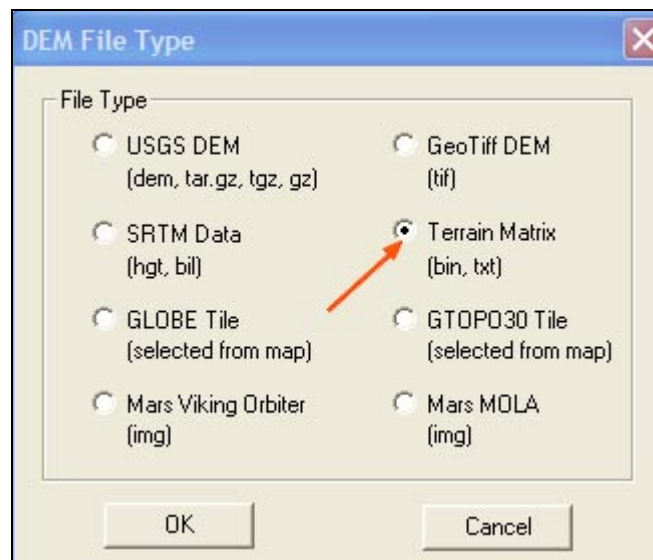 DEM File Type
File Type
USGS DEM
(dem, tar.gz, tgz, gz)
GeoTiff DEM
(tif)
SRTM Data
(hgt, bil)
Terrain Matrix
(bin, txt)
GLOBE Tile
(selected from map)
GTOPO30 Tile
(selected from map)
Mars Viking Orbiter
(img)
Mars MOLA
(img)
OK
Cancel